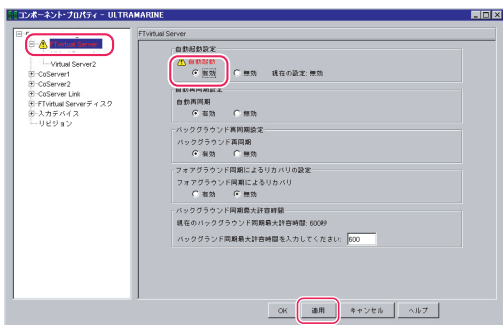 コンポーネント・プロパティ - ULTRAMARINE
FTvirtual Server
Virtual Server2
CoServer1
CoServer2
CoServer Link
FTvirtual Serverディスク
入力デバイス
リビジョン
FTvirtual Server
自動起動設定
自動起動
有効 無効 現在の設定: 無効
自動再同期設定
自動再同期
有効 無効
バックグラウンド再同期設定
バックグラウンド再同期
有効 無効
フォアグラウンド同期によるリカバリの設定
フォアグラウンド同期によるリカバリ
有効 無効
バックグラウンド同期最大許容時間
現在のバックグラウンド同期最大許容時間: 600秒
バックグランド同期最大許容時間を入力してください: 600
OK 適用 キャンセル ヘルプ